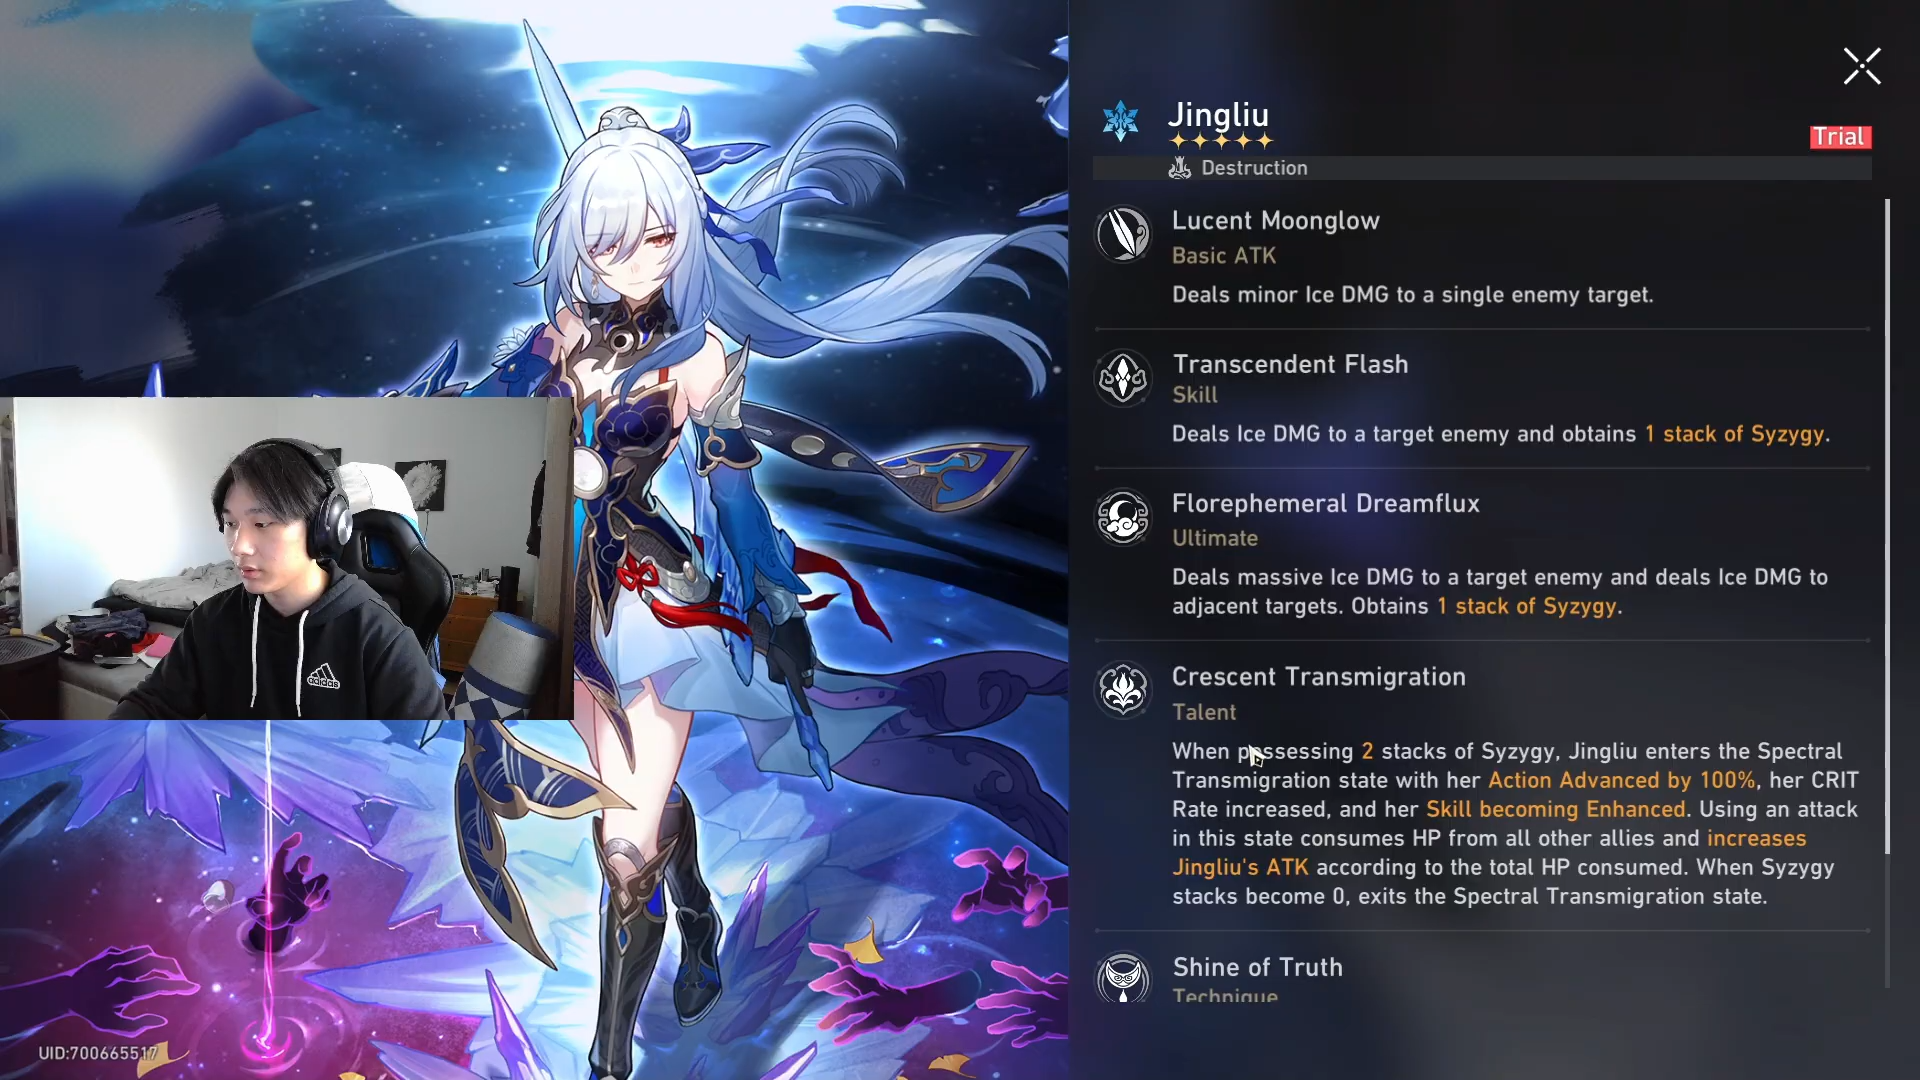 Jingliu
Trial
Destruction
Lucent Moonglow
Basic ATK
Deals minor Ice DMG to a single enemy target.
Transcendent Flash
Skill
Deals Ice DMG to a target enemy and obtains 1 stack of Syzygy.
Florephemeral Dreamflux
Ultimate
Deals massive Ice DMG to a target enemy and deals Ice DMG to
adjacent targets. Obtains 1 stack of Syzygy.
Crescent Transmigration
Talent
When possessing 2 stacks of Syzygy, Jingliu enters the Spectral
Transmigration state with her Action Advanced by 100%, her CRIT
Rate increased, and her Skill becoming Enhanced. Using an attack
in this state consumes HP from all other allies and increases
Jingliu's ATK according to the total HP consumed. When Syzygy
stacks become 0, exits the Spectral Transmigration state.
Shine of Truth
Technique
adidas
UID:700665517